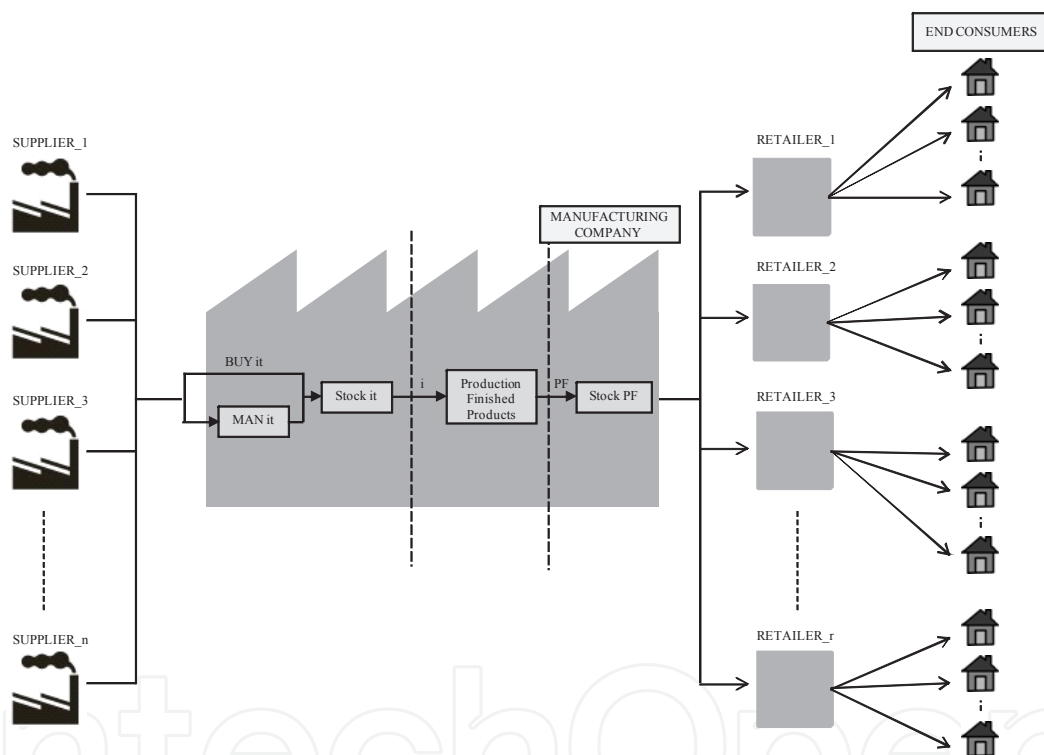 END CONSUMERS
SUPPLIER_1
RETAILER_1
MANUFACTURING
COMPANY
SUPPLIER_2
RETAILER_2
BUY it
Stock it
i
Production
Finished
Products
PF
Stock PF
MAN it
SUPPLIER_3
RETAILER_3
SUPPLIER_n
RETAILER_r